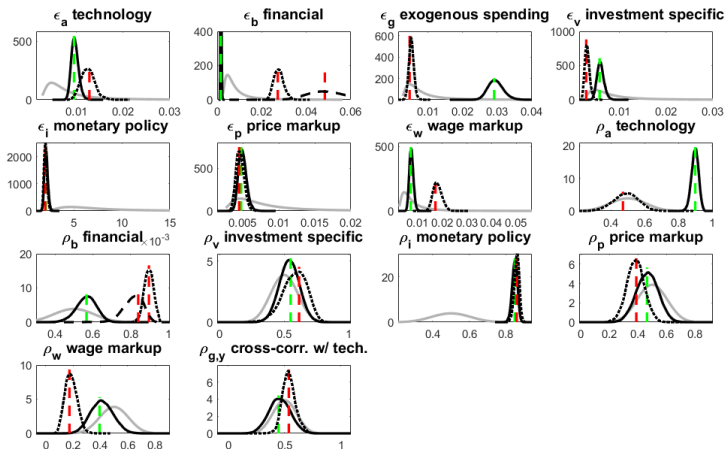 ϵ_a technology
ϵ_b financial
ϵ_g exogenous spending
ϵ_v investment specific
500
0
0.01 0.02 0.03
400
200
0
0 0.02 0.04 0.06
600
400
200
0
0.01 0.02 0.03 0.04
1000
500
0
0.01 0.02 0.03
ϵ_i monetary policy
ϵ_p price markup
ϵ_w wage markup
ρ_a technology
2000
1000
0
5 10 15
×10⁻³
500
0
0.005 0.01 0.015 0.02
500
0
0.01 0.02 0.03 0.04 0.05
20
10
0
0 0.5 1
ρ_b financial
ρ_v investment specific
ρ_i monetary policy
ρ_p price markup
20
10
0
0.4 0.6 0.8 1
5
0
0 0.5 1
20
0
0.2 0.4 0.6 0.8 1
6
4
2
0
0.2 0.4 0.6 0.8 1
ρ_w wage markup
ρ_g,y cross-corr. w/ tech.
10
5
0
0 0.2 0.4 0.6 0.8 1
6
4
2
0
0 0.5 1